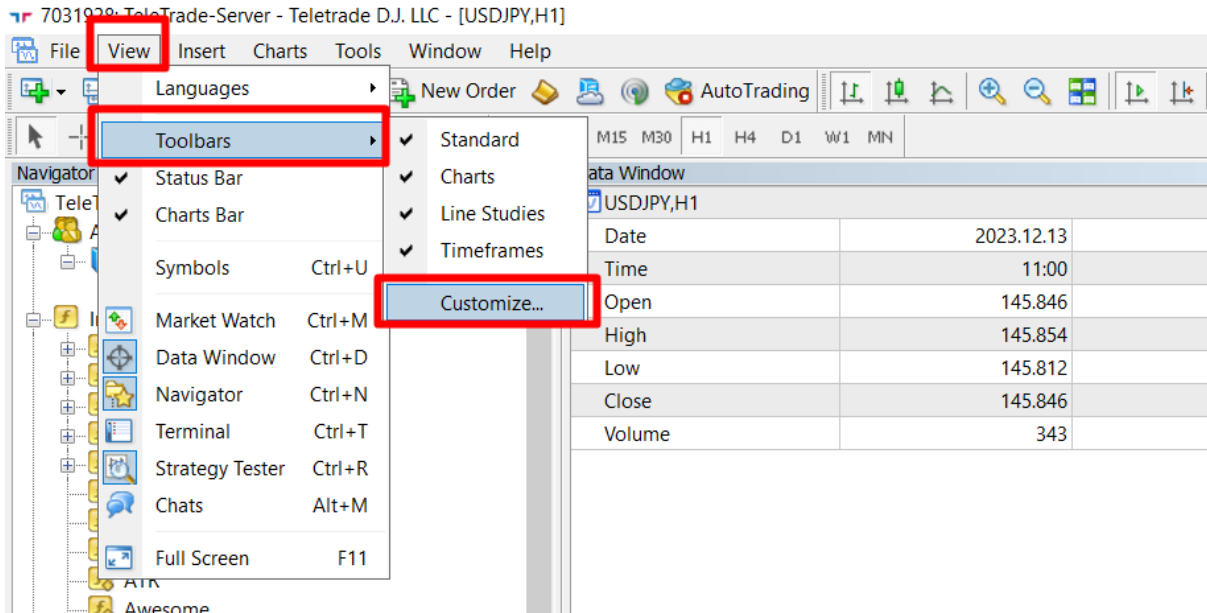 7031928: TeleTrade-Server - Teletrade D.J. LLC - [USDJPY,H1]
File View Insert Charts Tools Window Help
New Order AutoTrading
M15 M30 H1 H4 D1 W1 MN
Languages
Toolbars
Status Bar
Charts Bar
Symbols Ctrl+U
Market Watch Ctrl+M
Data Window Ctrl+D
Navigator Ctrl+N
Terminal Ctrl+T
Strategy Tester Ctrl+R
Chats Alt+M
Full Screen F11
Standard
Charts
Line Studies
Timeframes
Customize...
Navigator
ATR
Awesome
ata Window
USDJPY,H1
Date 2023.12.13
Time 11:00
Open 145.846
High 145.854
Low 145.812
Close 145.846
Volume 343